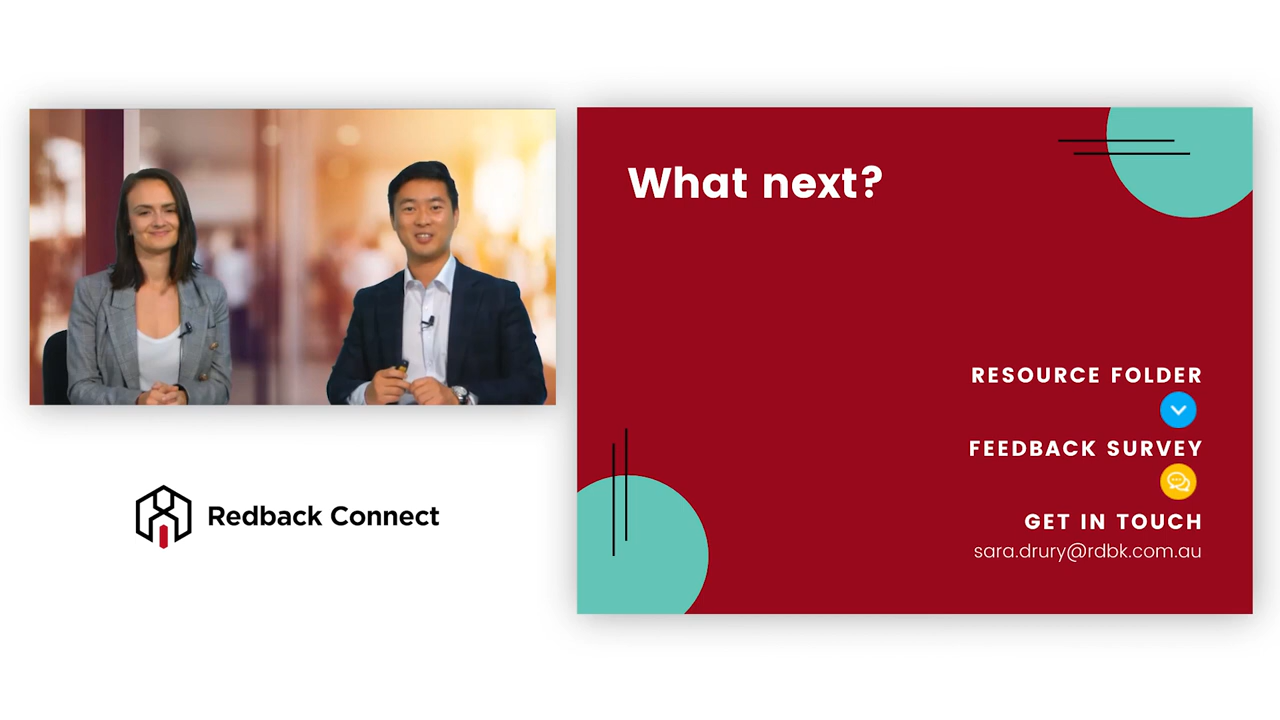 Redback Connect
What next?
RESOURCE FOLDER
FEEDBACK SURVEY
GET IN TOUCH
sara.drury@rdbk.com.au